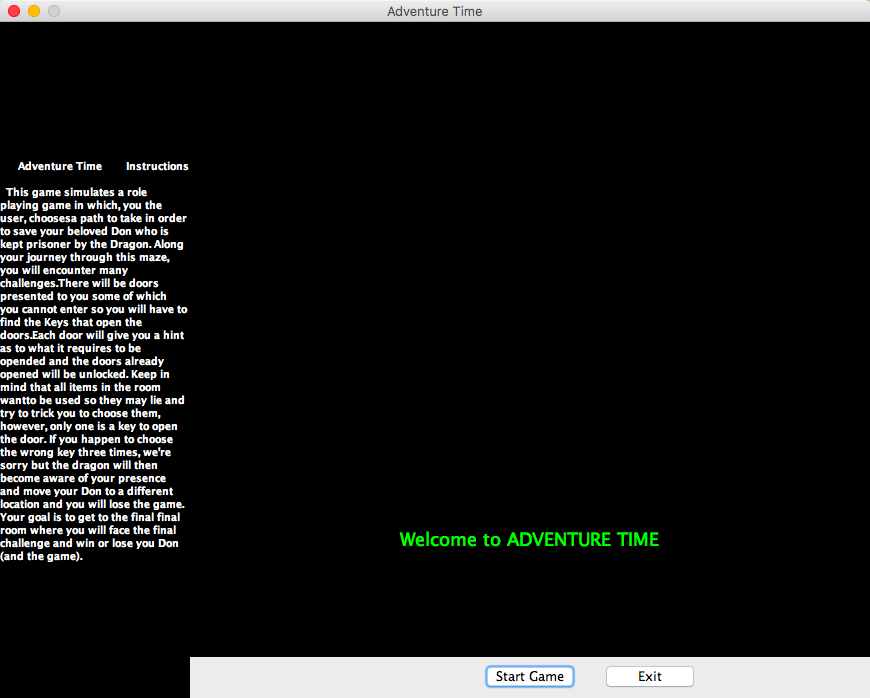 Adventure Time
Adventure Time Instructions
This game simulates a role
playing game in which, you the
user, choosesa path to take in order
to save your beloved Don who is
kept prisoner by the Dragon. Along
your journey through this maze,
you will encounter many
challenges.There will be doors
presented to you some of which
you cannot enter so you will have to
find the Keys that open the
doors.Each door will give you a hint
as to what it requires to be
opended and the doors already
opened will be unlocked. Keep in
mind that all items in the room
wantto be used so they may lie and
try to trick you to choose them,
however, only one is a key to open
the door. If you happen to choose
the wrong key three times, we're
sorry but the dragon will then
become aware of your presence
and move your Don to a different
location and you will lose the game.
Your goal is to get to the final final
room where you will face the final
challenge and win or lose you Don
(and the game).
Welcome to ADVENTURE TIME
Start Game Exit